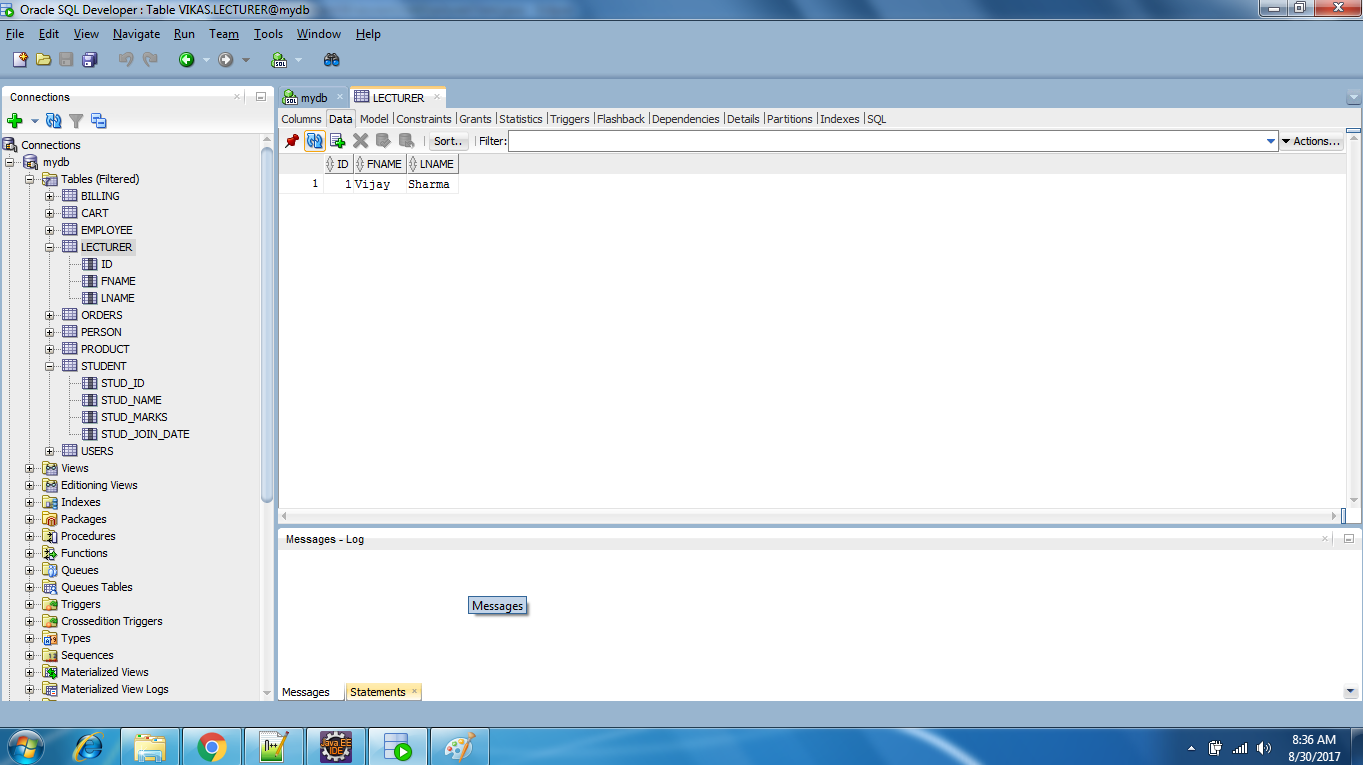 Oracle SQL Developer : Table VIKAS.LECTURER@mydb
File Edit View Navigate Run Team Tools Window Help
Connections
mydb LECTURER
Columns Data Model Constraints Grants Statistics Triggers Flashback Dependencies Details Partitions Indexes SQL
Sort.. Filter: Actions...
ID FNAME LNAME
1 1 Vijay Sharma
Connections
mydb
Tables (Filtered)
BILLING
CART
EMPLOYEE
LECTURER
ID
FNAME
LNAME
ORDERS
PERSON
PRODUCT
STUDENT
STUD_ID
STUD_NAME
STUD_MARKS
STUD_JOIN_DATE
USERS
Views
Editioning Views
Indexes
Packages
Procedures
Functions
Queues
Queues Tables
Triggers
Crossedition Triggers
Types
Sequences
Materialized Views
Materialized View Logs
Messages - Log
Messages
Messages Statements
Java EE
IDE
8:36 AM
8/30/2017